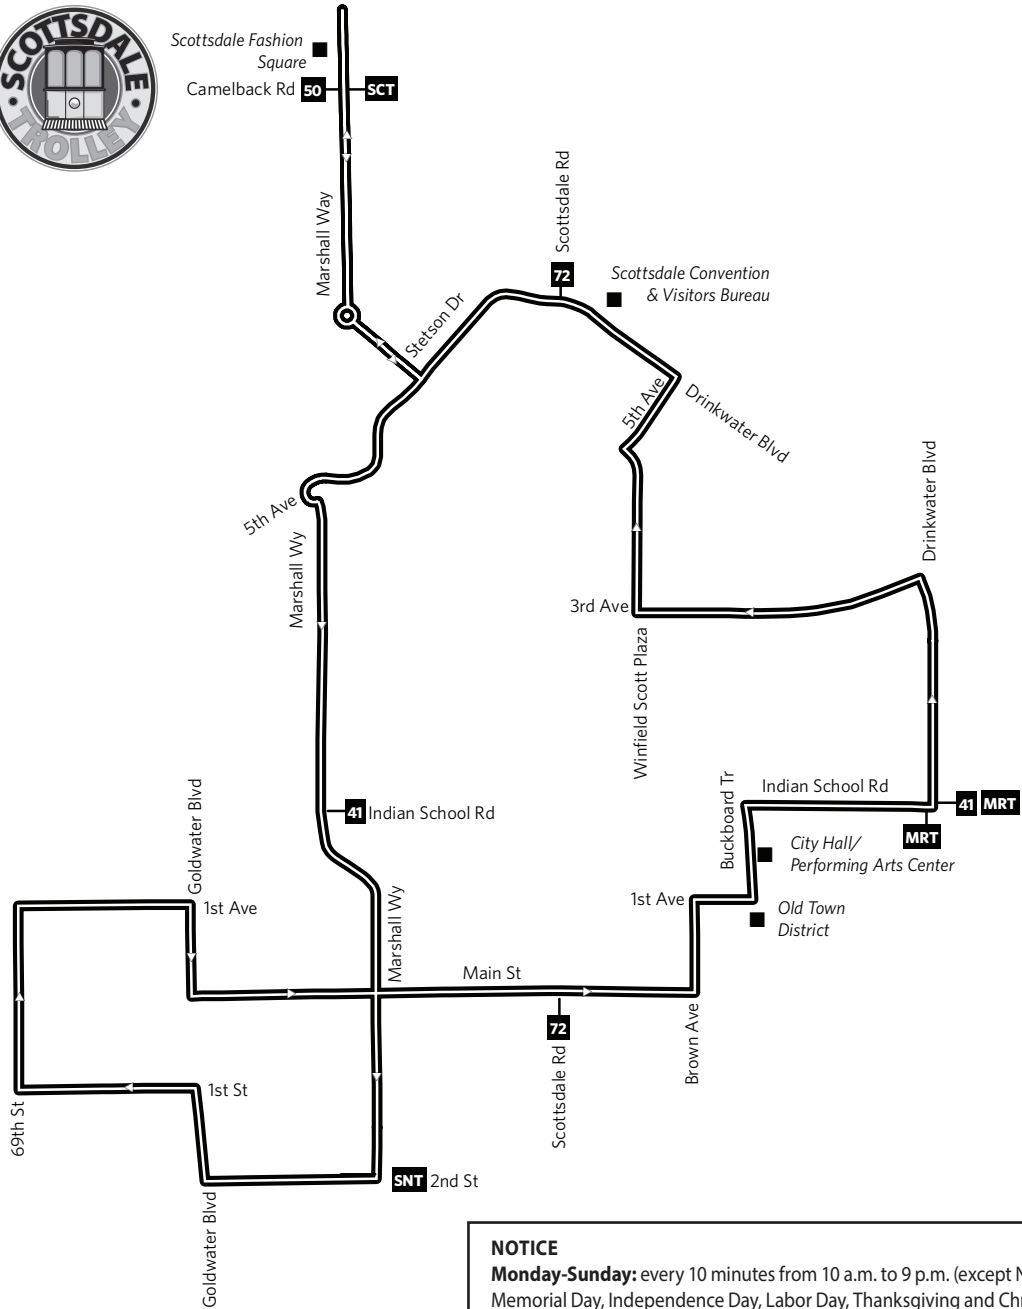 SCOTTSDALE
TROLLEY
Scottsdale Fashion
Square
Camelback Rd 50 SCT
Marshall Way
Scottsdale Rd
72
Scottsdale Convention
& Visitors Bureau
Stetson Dr
5th Ave
Drinkwater Blvd
Drinkwater Blvd
5th Ave
Marshall Wy
3rd Ave
Winfield Scott Plaza
41 Indian School Rd
Buckboard Tr
Indian School Rd
41 MRT
MRT
City Hall/
Performing Arts Center
Goldwater Blvd
1st Ave
Marshall Wy
1st Ave
Old Town
District
Main St
72
Scottsdale Rd
Brown Ave
69th St
1st St
SNT 2nd St
Goldwater Blvd
NOTICE
Monday-Sunday: every 10 minutes from 10 a.m. to 9 p.m. (except N
Memorial Day, Independence Day, Labor Day, Thanksgiving and Ch